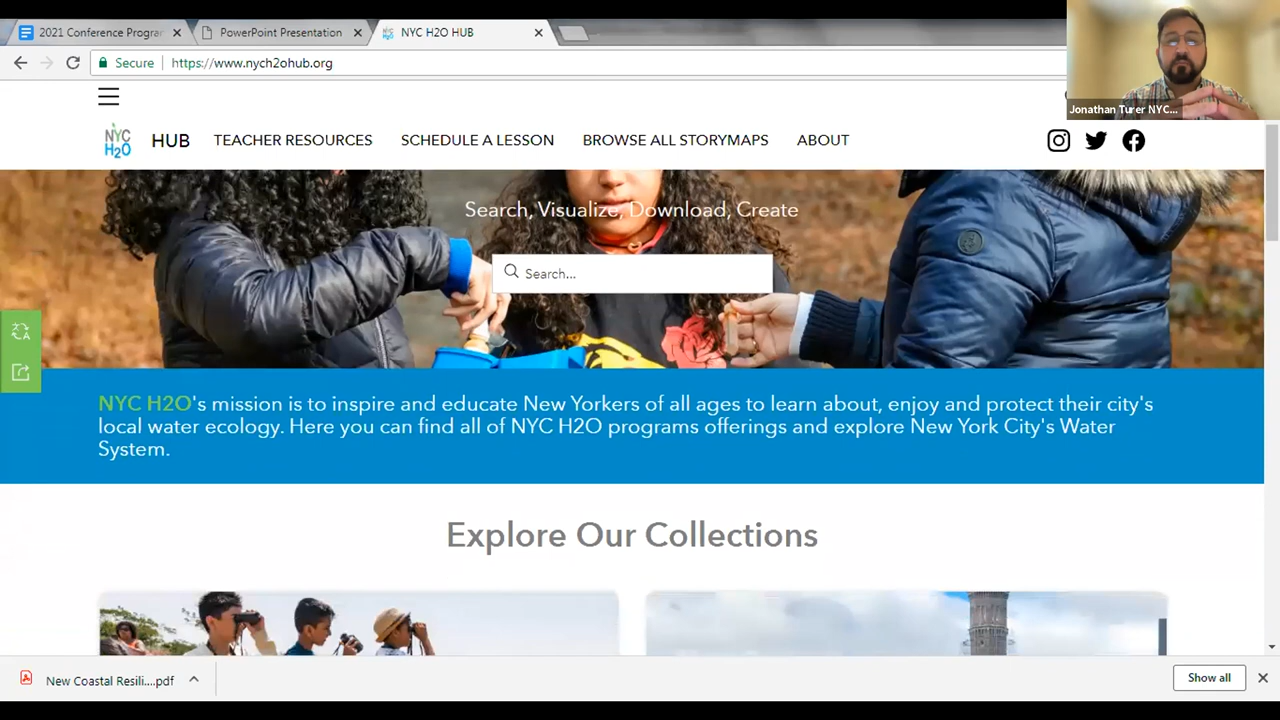 2021 Conference Progran
PowerPoint Presentation
NYC H2O HUB
Secure
https://www.nych2ohub.org
Jonathan Turer NYC...
NYC
H2O
HUB
TEACHER RESOURCES
SCHEDULE A LESSON
BROWSE ALL STORYMAPS
ABOUT
Search, Visualize, Download, Create
Search...
NYC H2O's mission is to inspire and educate New Yorkers of all ages to learn about, enjoy and protect their city's
local water ecology. Here you can find all of NYC H2O programs offerings and explore New York City's Water
System.
Explore Our Collections
New Coastal Resili....pdf
Show all